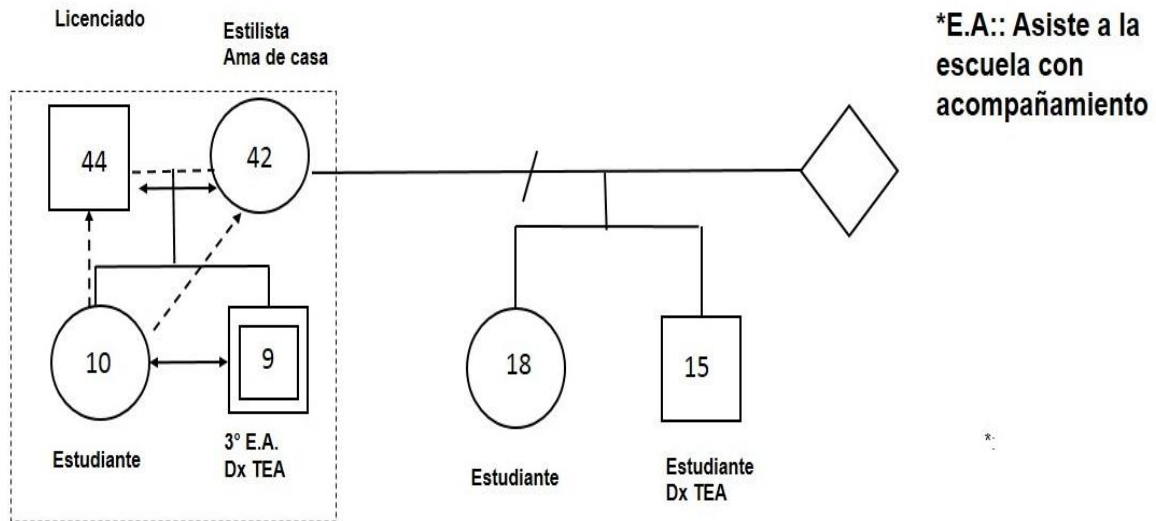 Licenciado
Estilista
Ama de casa
*E.A:: Asiste a la
escuela con
acompañamiento
44
42
10
9
18
15
Estudiante
3° E.A.
Dx TEA
Estudiante
Estudiante
Dx TEA
*: